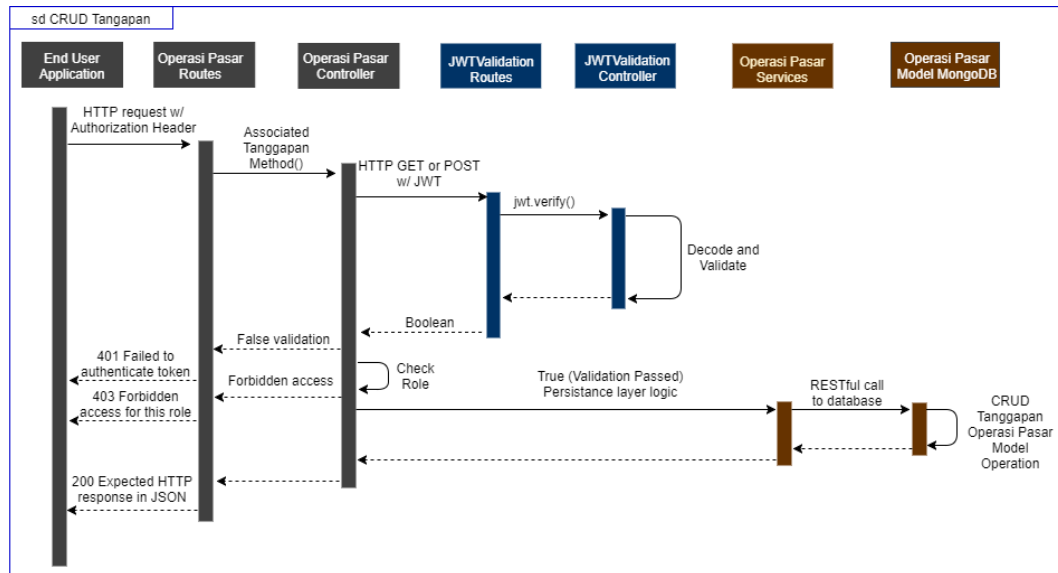 sd CRUD Tangapan
End User
Application
Operasi Pasar
Routes
Operasi Pasar
Controller
JWTValidation
Routes
JWTValidation
Controller
Operasi Pasar
Services
Operasi Pasar
Model MongoDB
HTTP request w/
Authorization Header
Associated
Tanggapan
Method()
HTTP GET or POST
w/ JWT
jwt.verify()
Decode and
Validate
Boolean
False validation
401 Failed to
authenticate token
Check
Role
Forbidden access
403 Forbidden
access for this role
True (Validation Passed)
Persistance layer logic
RESTful call
to database
CRUD
Tanggapan
Operasi Pasar
Model
Operation
200 Expected HTTP
response in JSON